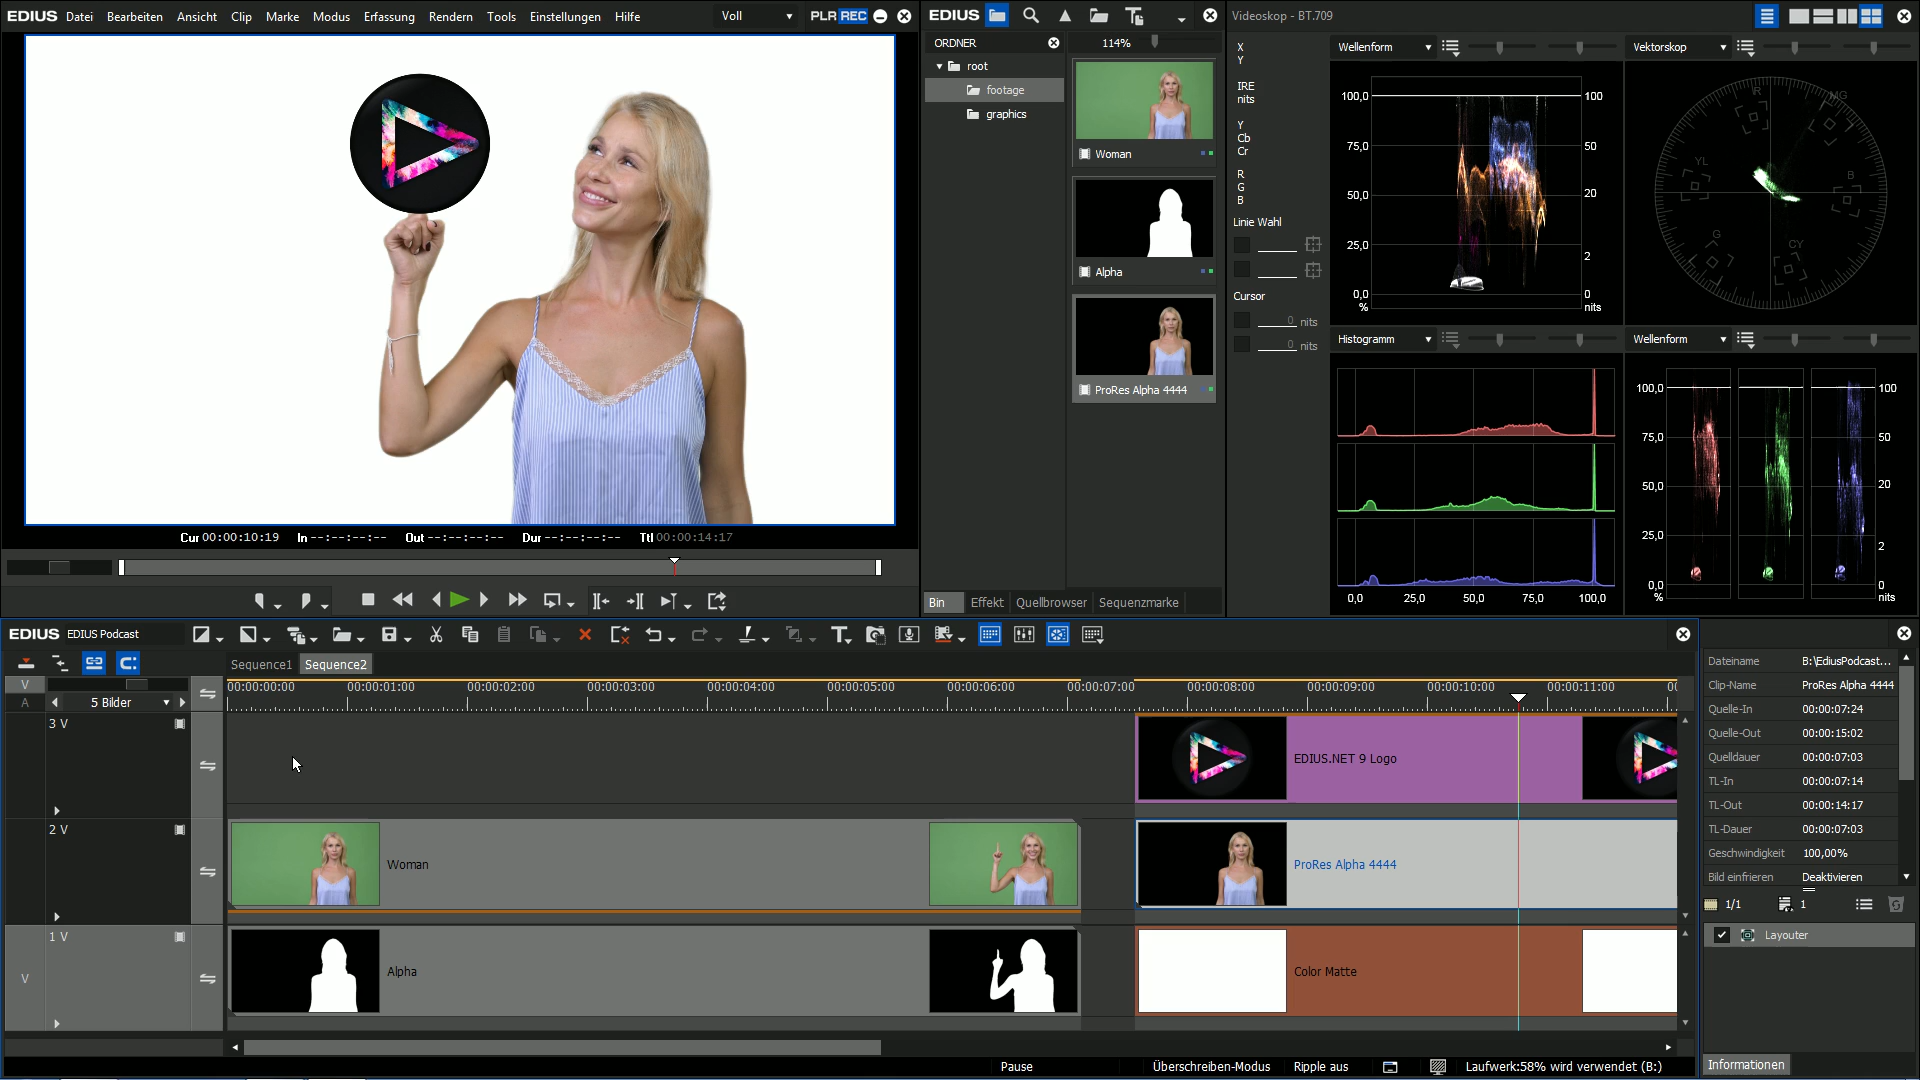 EDIUS Datei Bearbeiten Ansicht Clip Marke Modus Erfassung Rendern Tools Einstellungen Hilfe Voll PLR REC
Cur 00:00:10:19 In --:--:--:-- Out --:--:--:-- Dur --:--:--:-- Ttl 00:00:14:17
EDIUS
ORDNER
114%
root
footage
graphics
Woman
Alpha
ProRes Alpha 4444
Bin Effekt Quellbrowser Sequenzmarke
Videoskop - BT.709
X
Y
IRE
nits
Y
Cb
Cr
R
G
B
Linie Wahl
Cursor
0 nits
0 nits
Wellenform
100,0 100
75,0 50
50,0 20
25,0 2
0,0 0
% nits
Vektorskop
R MG
YL B
G CY
Histogramm
0,0 25,0 50,0 75,0 100,0
Wellenform
100,0 100
75,0 50
50,0 20
25,0 2
0,0 0
% nits
EDIUS EDIUS Podcast
Sequence1 Sequence2
V
A
5 Bilder
00:00:00:00 00:00:01:00 00:00:02:00 00:00:03:00 00:00:04:00 00:00:05:00 00:00:06:00 00:00:07:00 00:00:08:00 00:00:09:00 00:00:10:00 00:00:11:00
3 V
EDIUS.NET 9 Logo
2 V
Woman
ProRes Alpha 4444
1 V
V
Alpha
Color Matte
Pause Überschreiben-Modus Ripple aus Laufwerk:58% wird verwendet (B:)
Dateiname B:\EdiusPodcast...
Clip-Name ProRes Alpha 4444
Quelle-In 00:00:07:24
Quelle-Out 00:00:15:02
Quelldauer 00:00:07:03
TL-In 00:00:07:14
TL-Out 00:00:14:17
TL-Dauer 00:00:07:03
Geschwindigkeit 100,00%
Bild einfrieren Deaktivieren
1/1 1
Layouter
Informationen